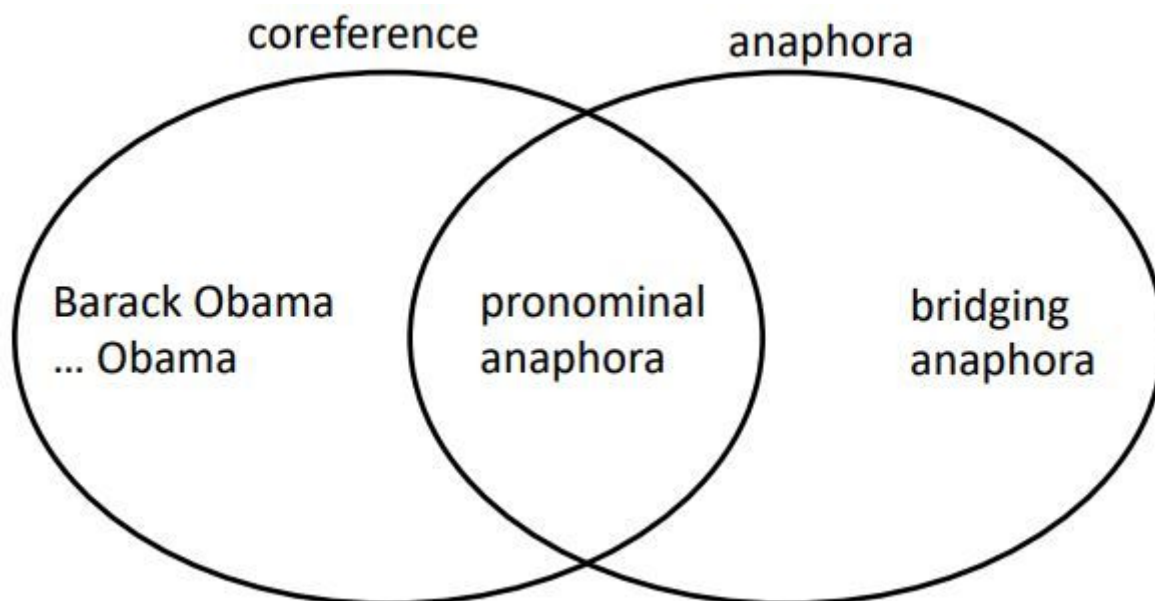 coreference
anaphora
Barack Obama
... Obama
pronominal
anaphora
bridging
anaphora